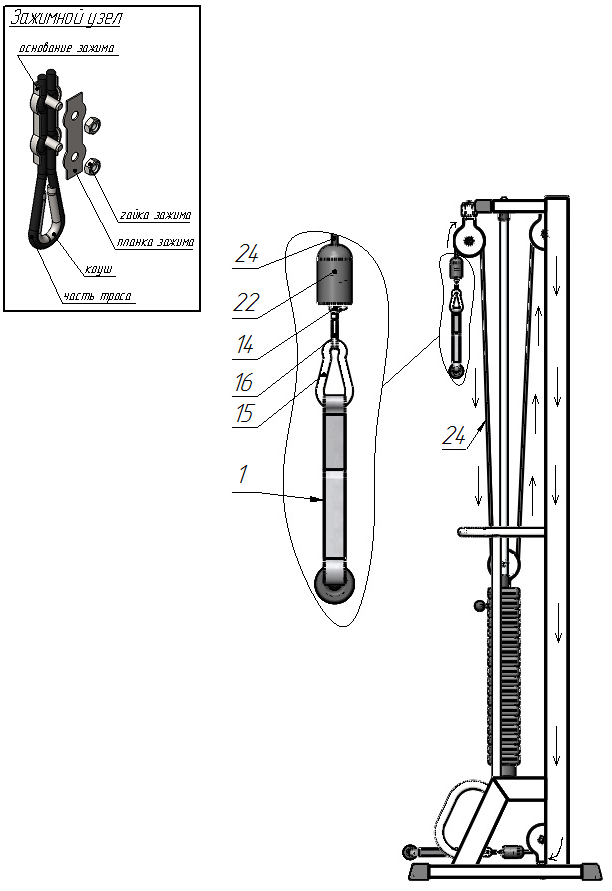 Зажимной узел
основание зажима
гайка зажима
планка зажима
коуш
часть троса
24
22
14
16
15
1
24